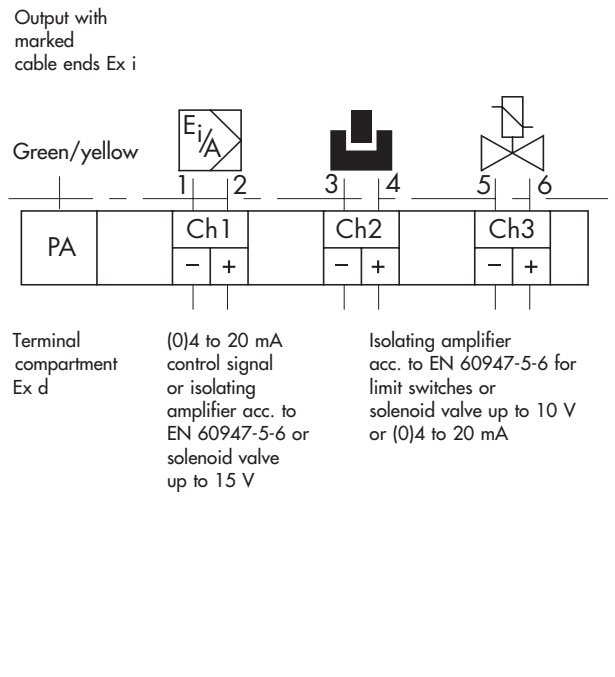 Output with
marked
cable ends Ex i
Ei/A
Green/yellow
1 2 3 4 5 6
PA Ch1 Ch2 Ch3
− + − + − +
Terminal
compartment
Ex d
(0)4 to 20 mA
control signal
or isolating
amplifier acc. to
EN 60947-5-6 or
solenoid valve
up to 15 V
Isolating amplifier
acc. to EN 60947-5-6 for
limit switches or
solenoid valve up to 10 V
or (0)4 to 20 mA